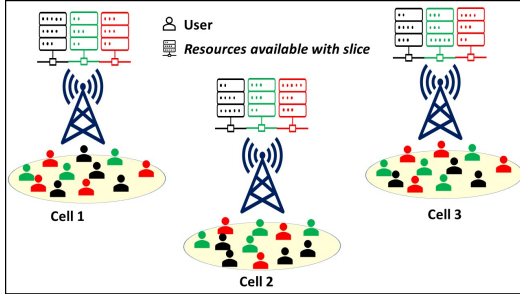 User
Resources available with slice
Cell 1
Cell 2
Cell 3